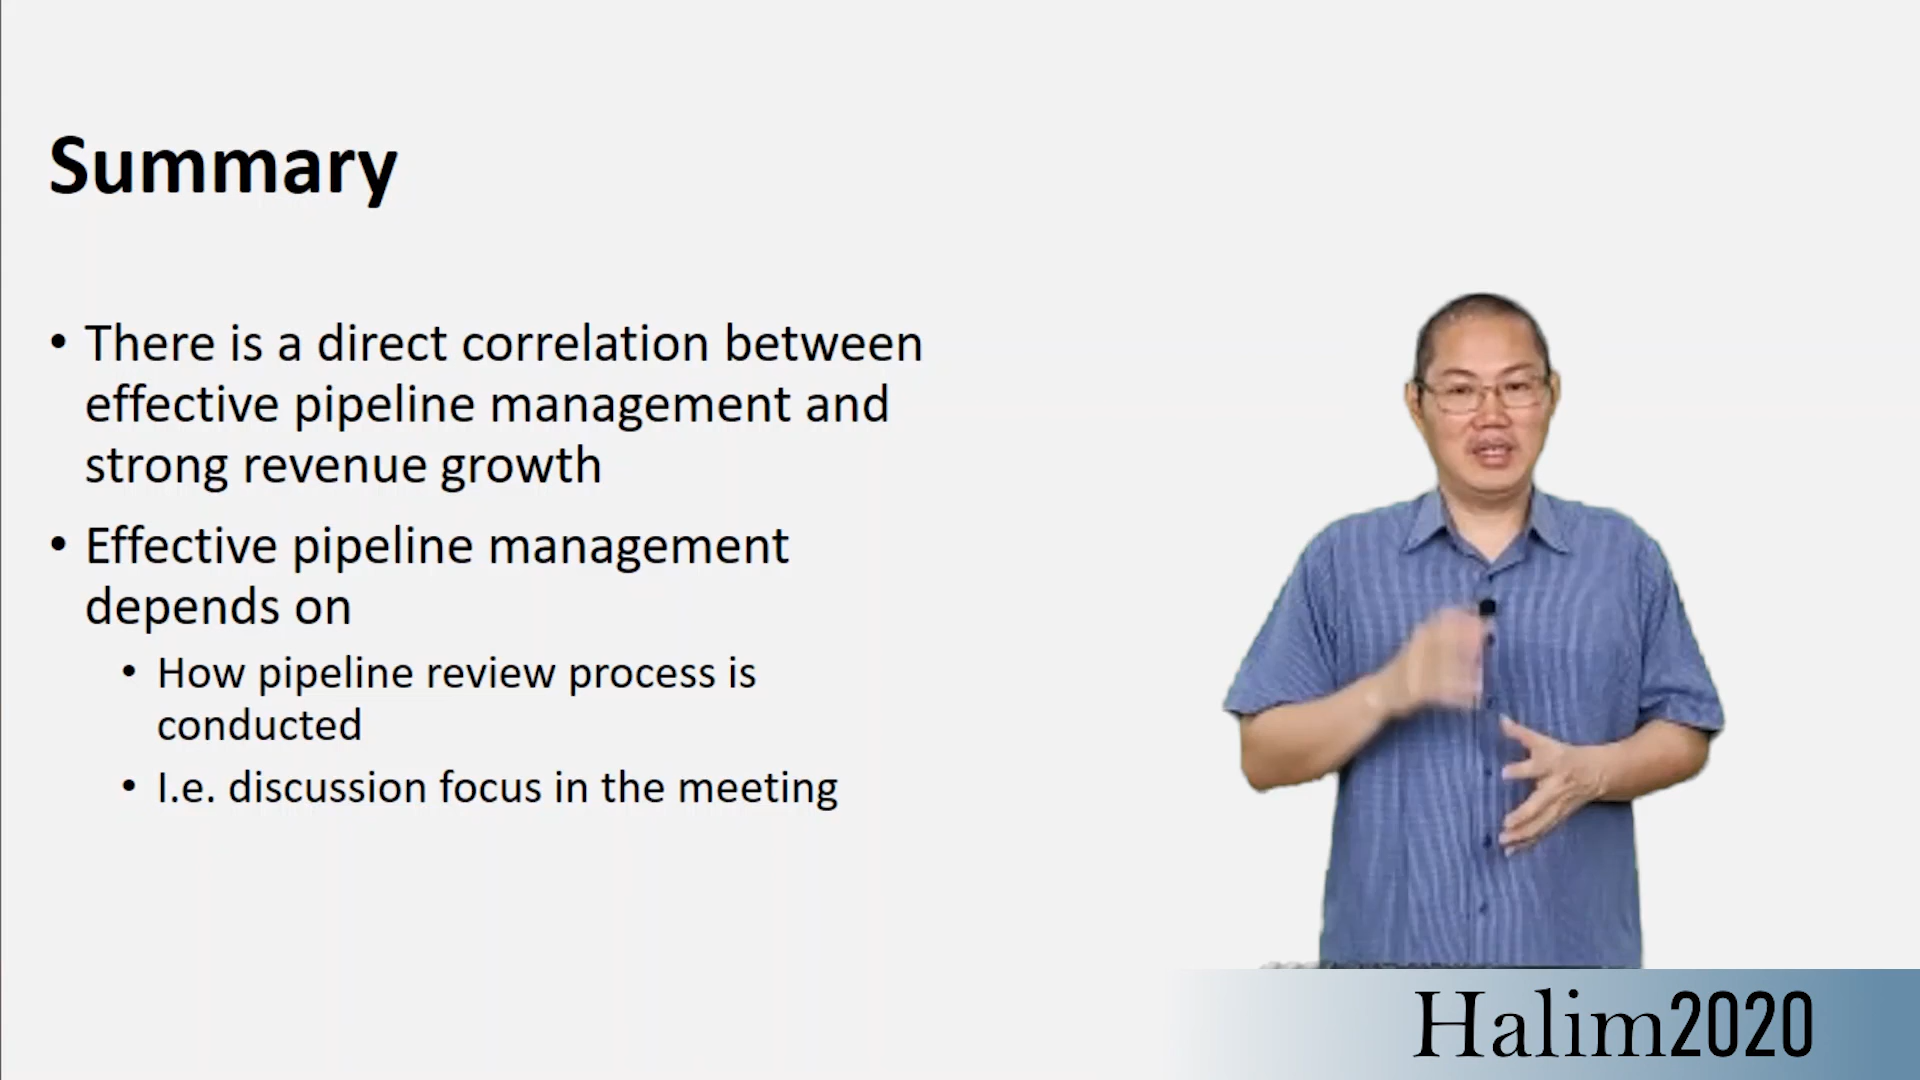 Summary
• There is a direct correlation between
effective pipeline management and
strong revenue growth
• Effective pipeline management
depends on
• How pipeline review process is
conducted
• I.e. discussion focus in the meeting
Halim2020